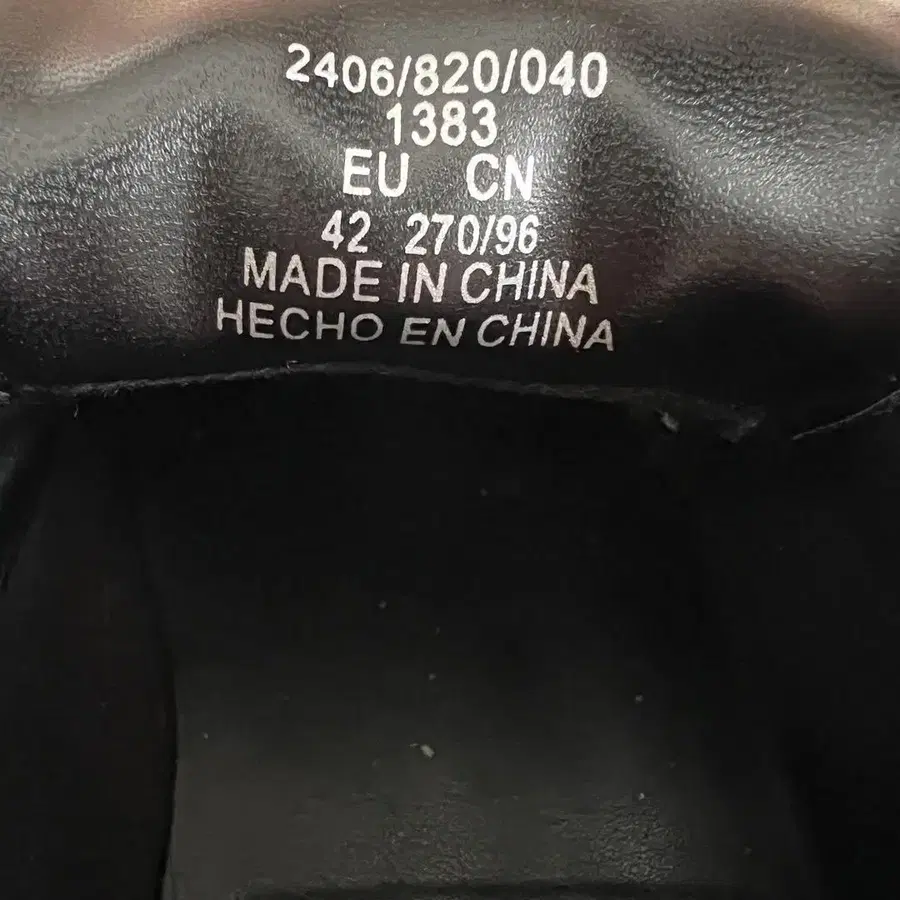 2406/820/040
1383
EU CN
42 270/96
MADE IN CHINA
HECHO EN CHINA